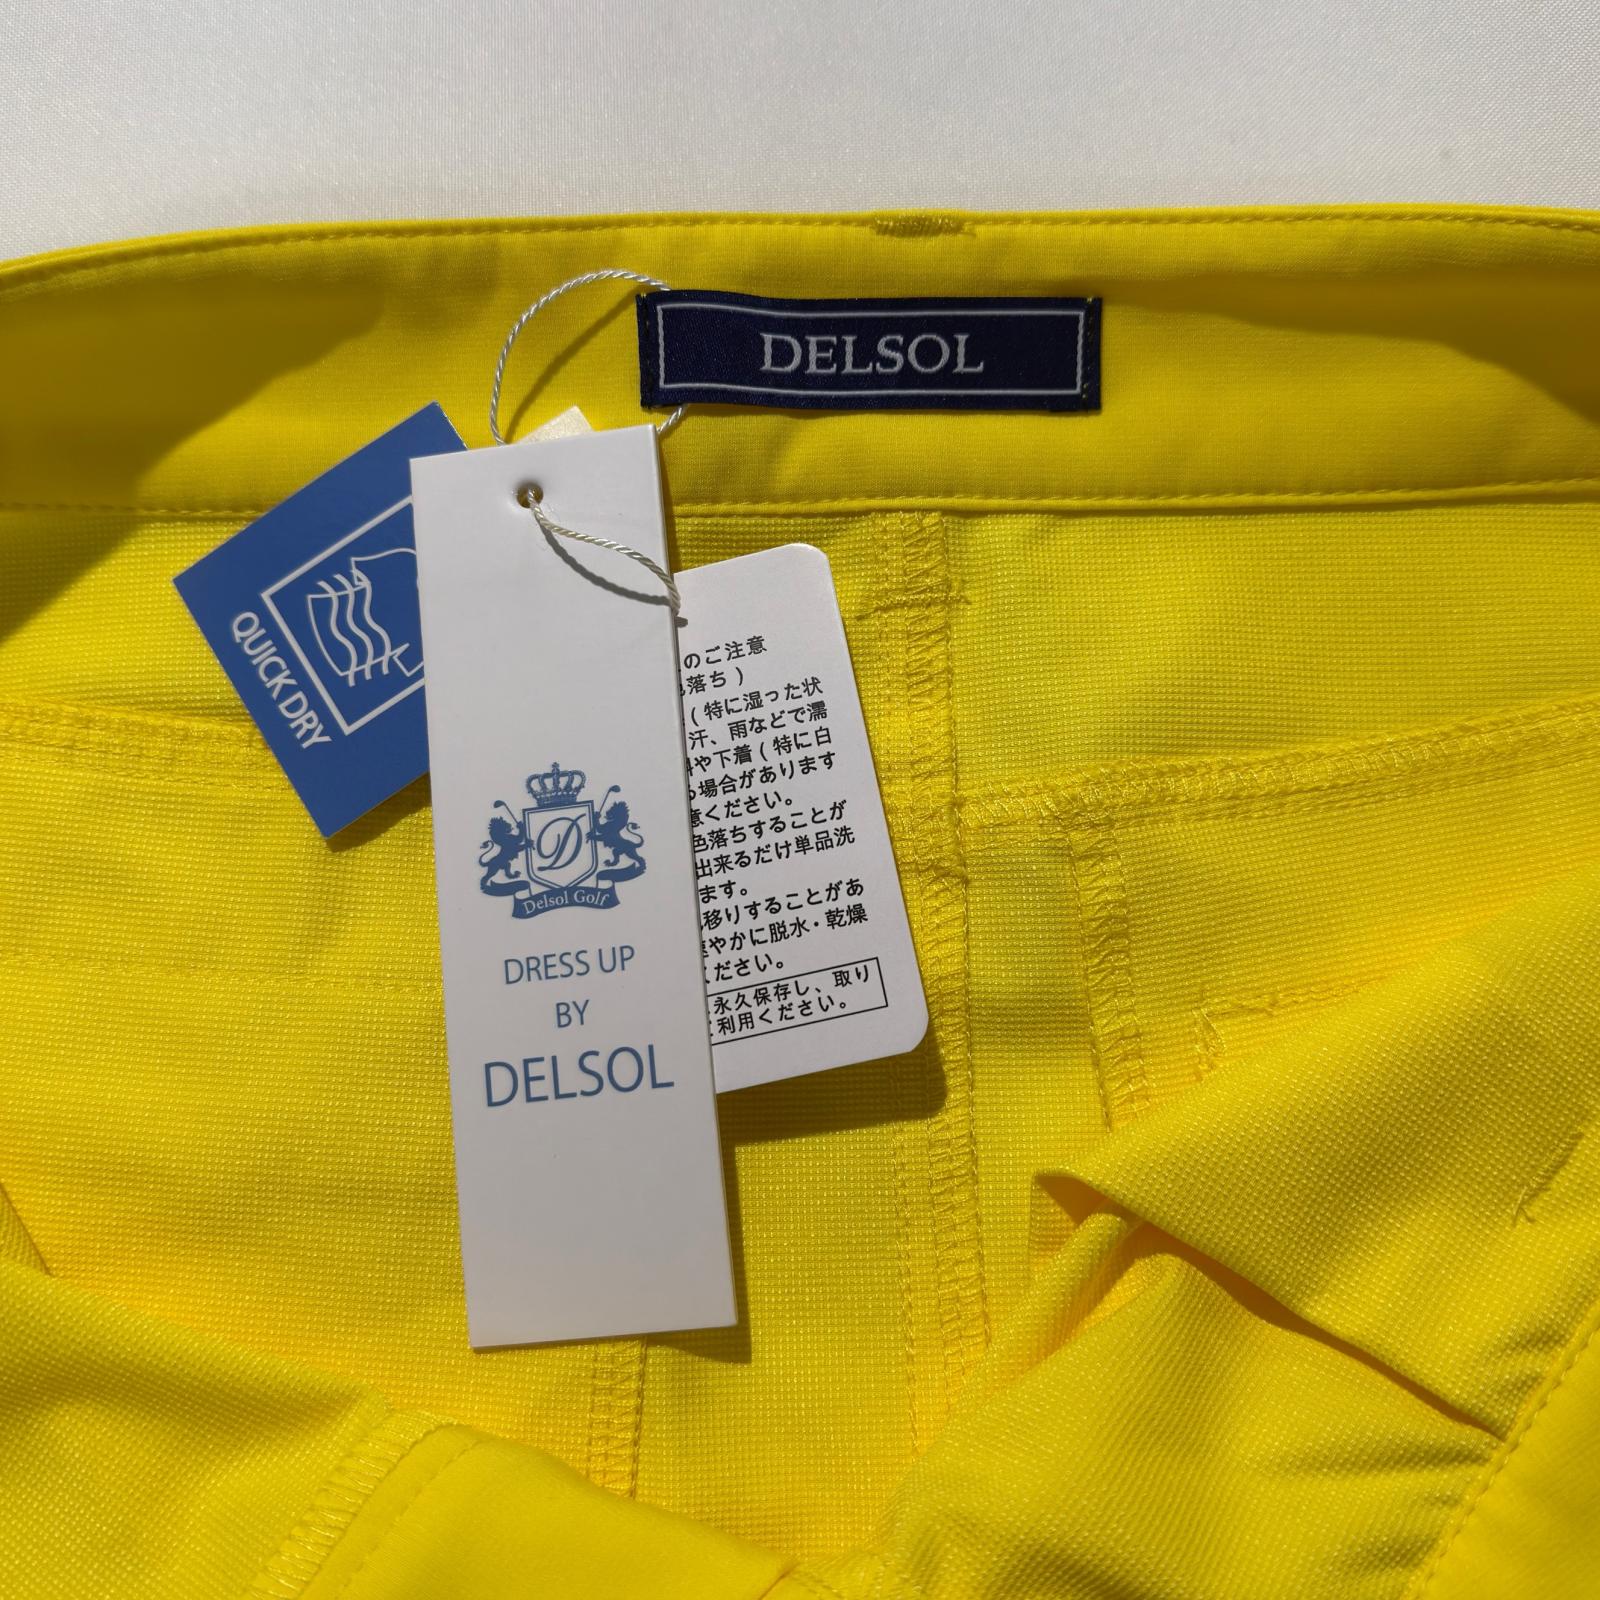 DELSOL
QUICK DRY
D
Delsol Golf
DRESS UP
BY
DELSOL
のご注意
落ち)
(特に湿った状
汗、雨などで濡
や下着(特に白
場合があります
意ください。
色落ちすることが
出来るだけ単品洗
ます。
移りすることがあ
やかに脱水・乾燥
ください。
永久保存し、取り
利用ください。